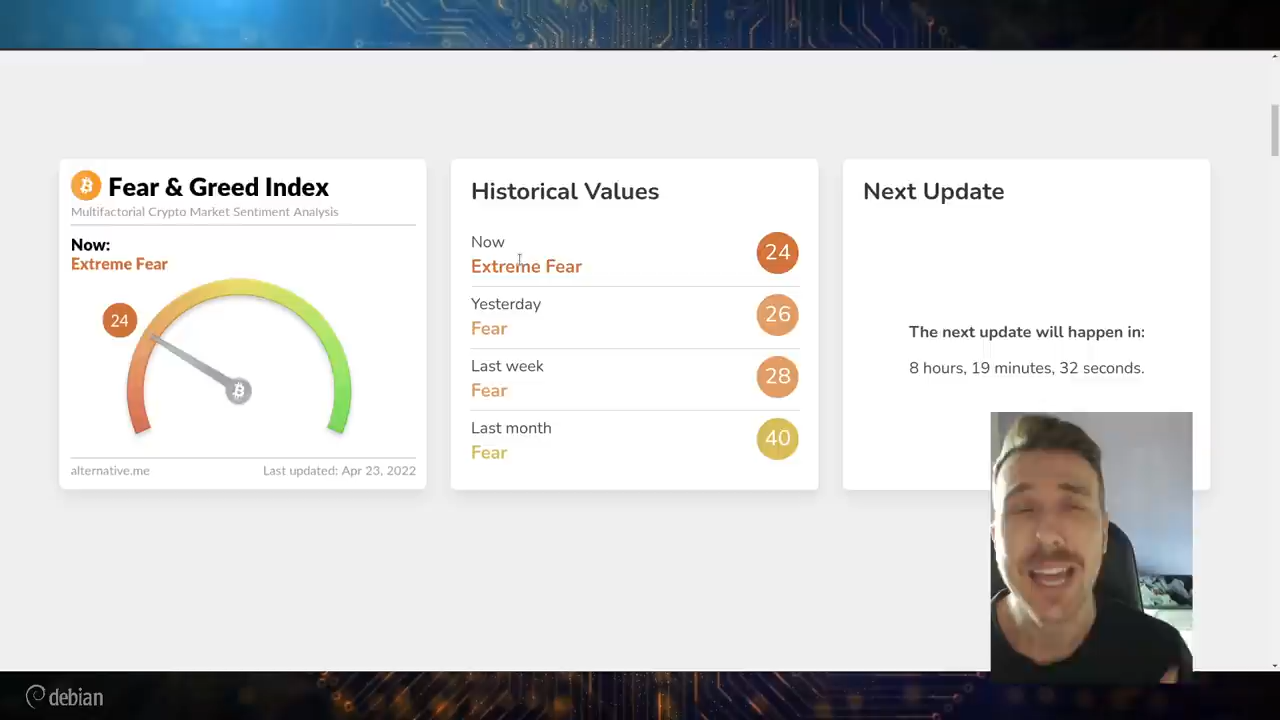 Fear & Greed Index
Multifactorial Crypto Market Sentiment Analysis
Now:
Extreme Fear
24
alternative.me
Last updated: Apr 23, 2022
Historical Values
Now
Extreme Fear
24
Yesterday
Fear
26
Last week
Fear
28
Last month
Fear
40
Next Update
The next update will happen in:
8 hours, 19 minutes, 32 seconds.
debian